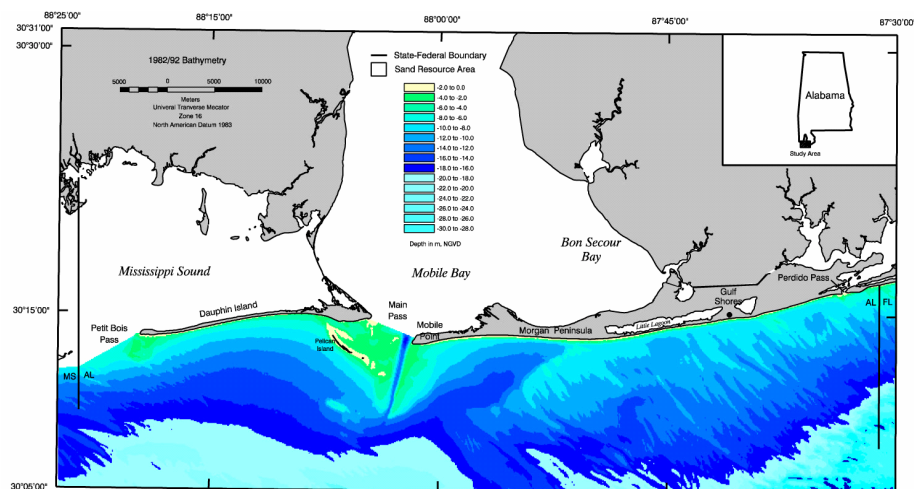 88°25'00"
88°15'00"
88°00'00"
87°45'00"
87°30'00"
30°31'00"
30°30'00"
30°15'00"
30°05'00"
1982/92 Bathymetry
5000 0 5000 10000
Meters
Univeral Tranverse Mecator
Zone 16
North American Datum 1983
State-Federal Boundary
Sand Resource Area
-2.0 to 0.0
-4.0 to -2.0
-6.0 to -4.0
-8.0 to -6.0
-10.0 to -8.0
-12.0 to -10.0
-14.0 to -12.0
-16.0 to -14.0
-18.0 to -16.0
-20.0 to -18.0
-22.0 to -20.0
-24.0 to -22.0
-26.0 to -24.0
-28.0 to -26.0
-30.0 to -28.0
Depth in m, NGVD
Alabama
Study Area
Mississippi Sound
Mobile Bay
Bon Secour
Bay
Perdido Pass
Gulf
Shores
AL FL
Little Lagoon
Morgan Peninsula
Main
Pass
Mobile
Point
Dauphin Island
Pelican
Island
Petit Bois
Pass
MS AL